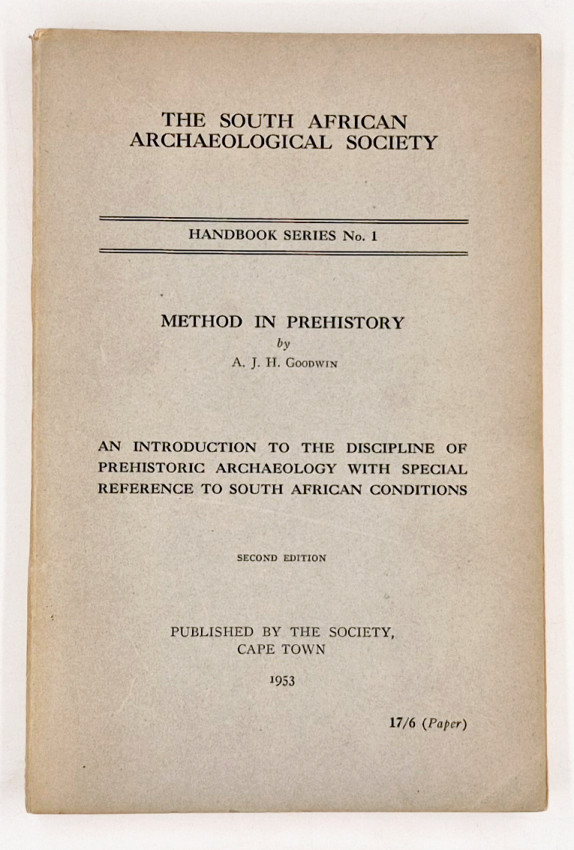 THE SOUTH AFRICAN
ARCHAEOLOGICAL SOCIETY
HANDBOOK SERIES No. 1
METHOD IN PREHISTORY
by
A. J. H. GOODWIN
AN INTRODUCTION TO THE DISCIPLINE OF
PREHISTORIC ARCHAEOLOGY WITH SPECIAL
REFERENCE TO SOUTH AFRICAN CONDITIONS
SECOND EDITION
PUBLISHED BY THE SOCIETY,
CAPE TOWN
1953
17/6 (Paper)